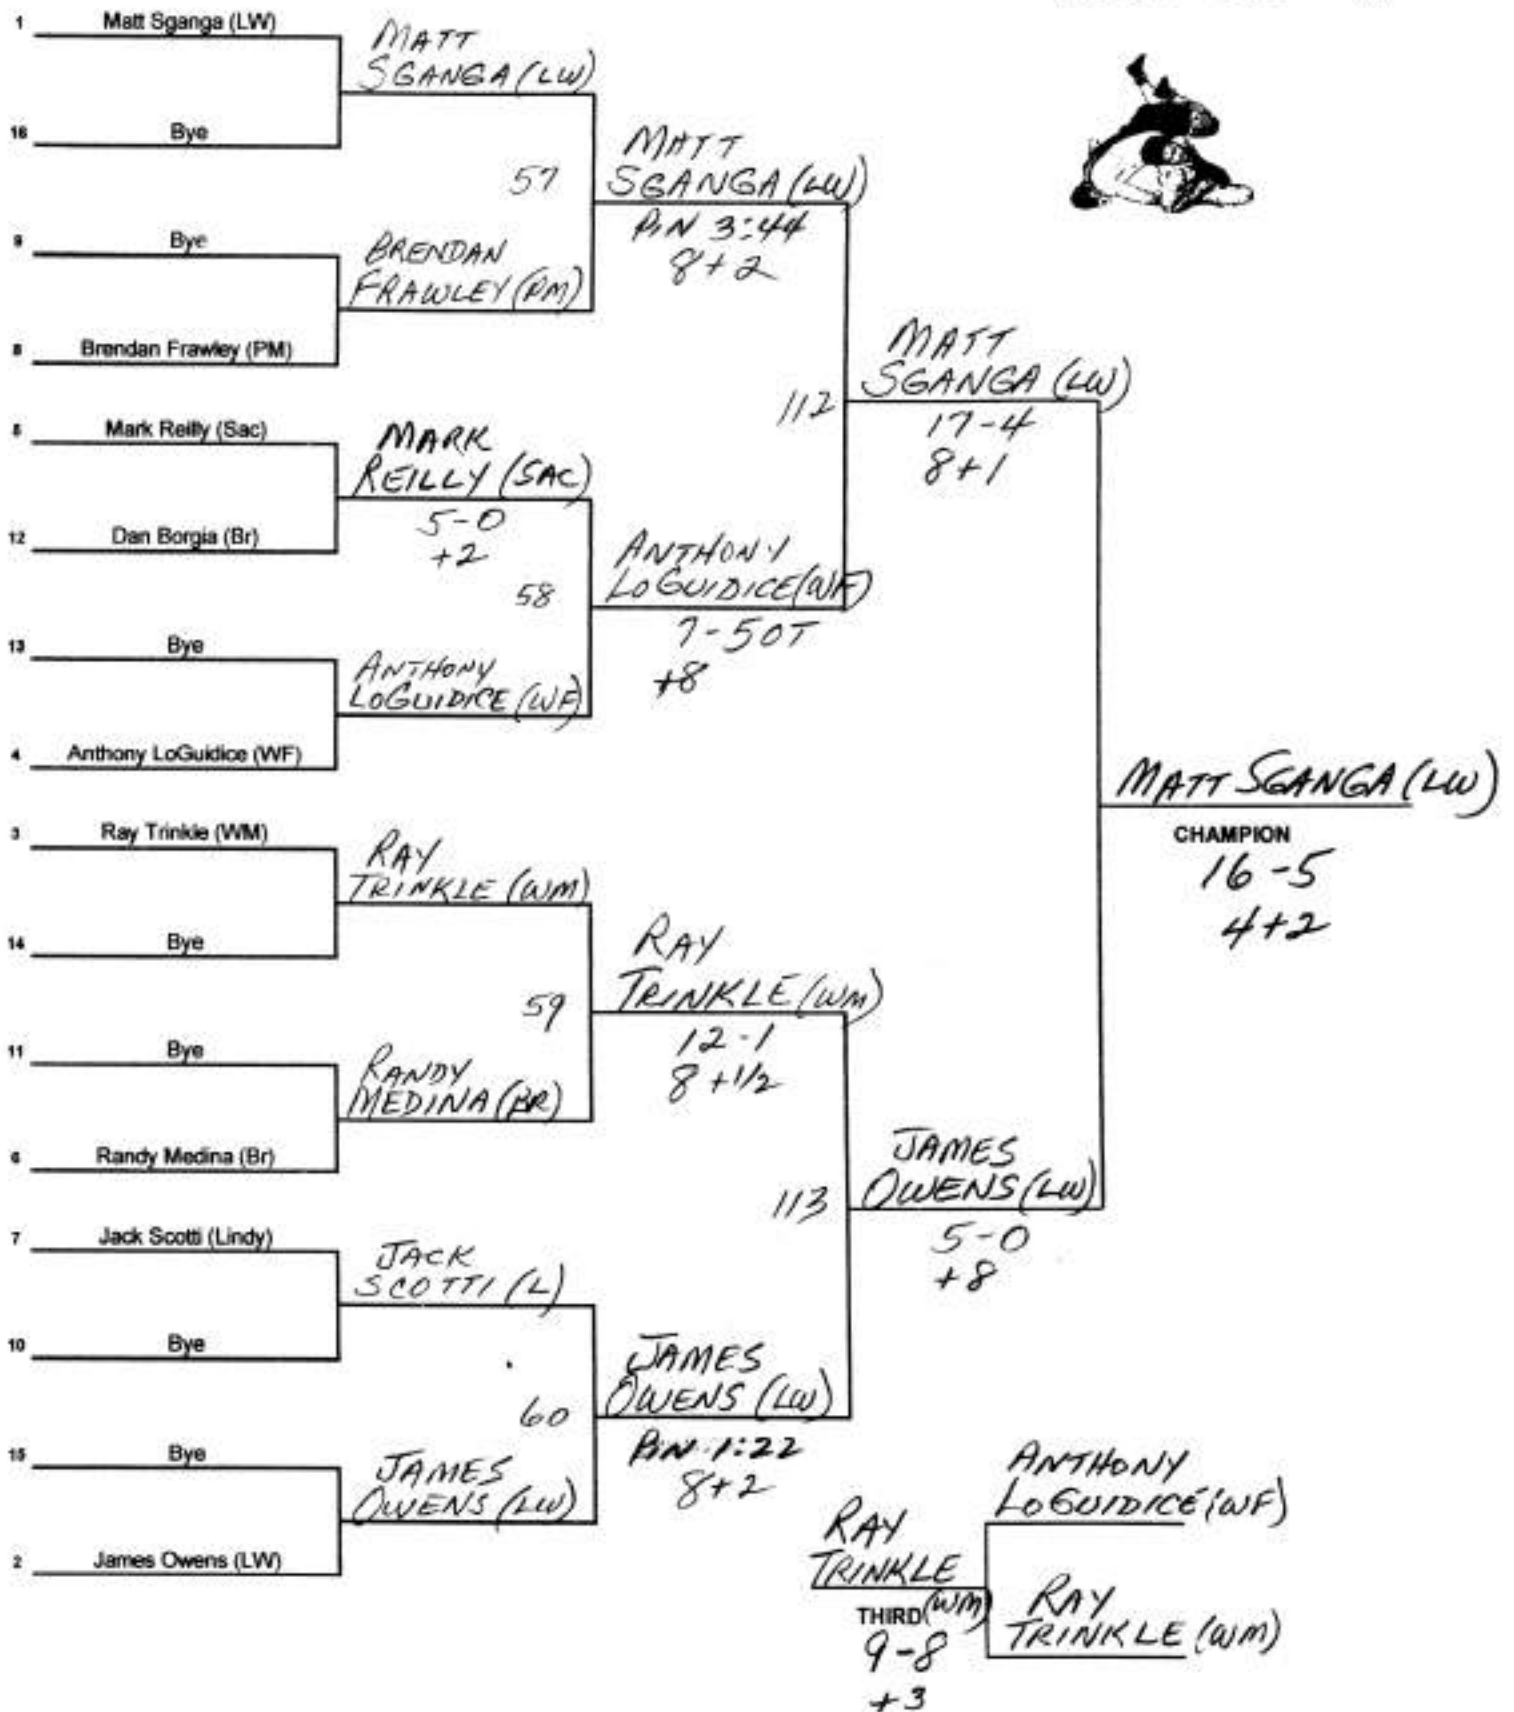 1 Matt Sganga (LW)
16 Bye
9 Bye
8 Brendan Frawley (PM)
5 Mark Reilly (Sac)
12 Dan Borgia (Br)
13 Bye
4 Anthony LoGuidice (WF)
3 Ray Trinkle (WM)
14 Bye
11 Bye
6 Randy Medina (Br)
7 Jack Scotti (Lindy)
10 Bye
15 Bye
2 James Owens (LW)
MATT
SGANGA (LW)
57
BRENDAN
FRAWLEY (PM)
MARK
REILLY (SAC)
5-0
+2
58
ANTHONY
LOGUIDICE (WF)
RAY
TRINKLE (WM)
59
RANDY
MEDINA (BR)
JACK
SCOTTI (L)
60
JAMES
OWENS (LW)
MATT
SGANGA (LW)
PIN 3:44
8+2
112
ANTHONY
LOGUIDICE (WF)
7-5 OT
+8
RAY
TRINKLE (WM)
12-1
8+1/2
113
JAMES
OWENS (LW)
PIN 1:22
8+2
MATT
SGANGA (LW)
17-4
8+1
JAMES
OWENS (LW)
5-0
+8
MATT SGANGA (LW)
CHAMPION
16-5
4+2
ANTHONY
LOGUIDICE (WF)
RAY
TRINKLE (WM)
RAY
TRINKLE
(WM)
THIRD
9-8
+3